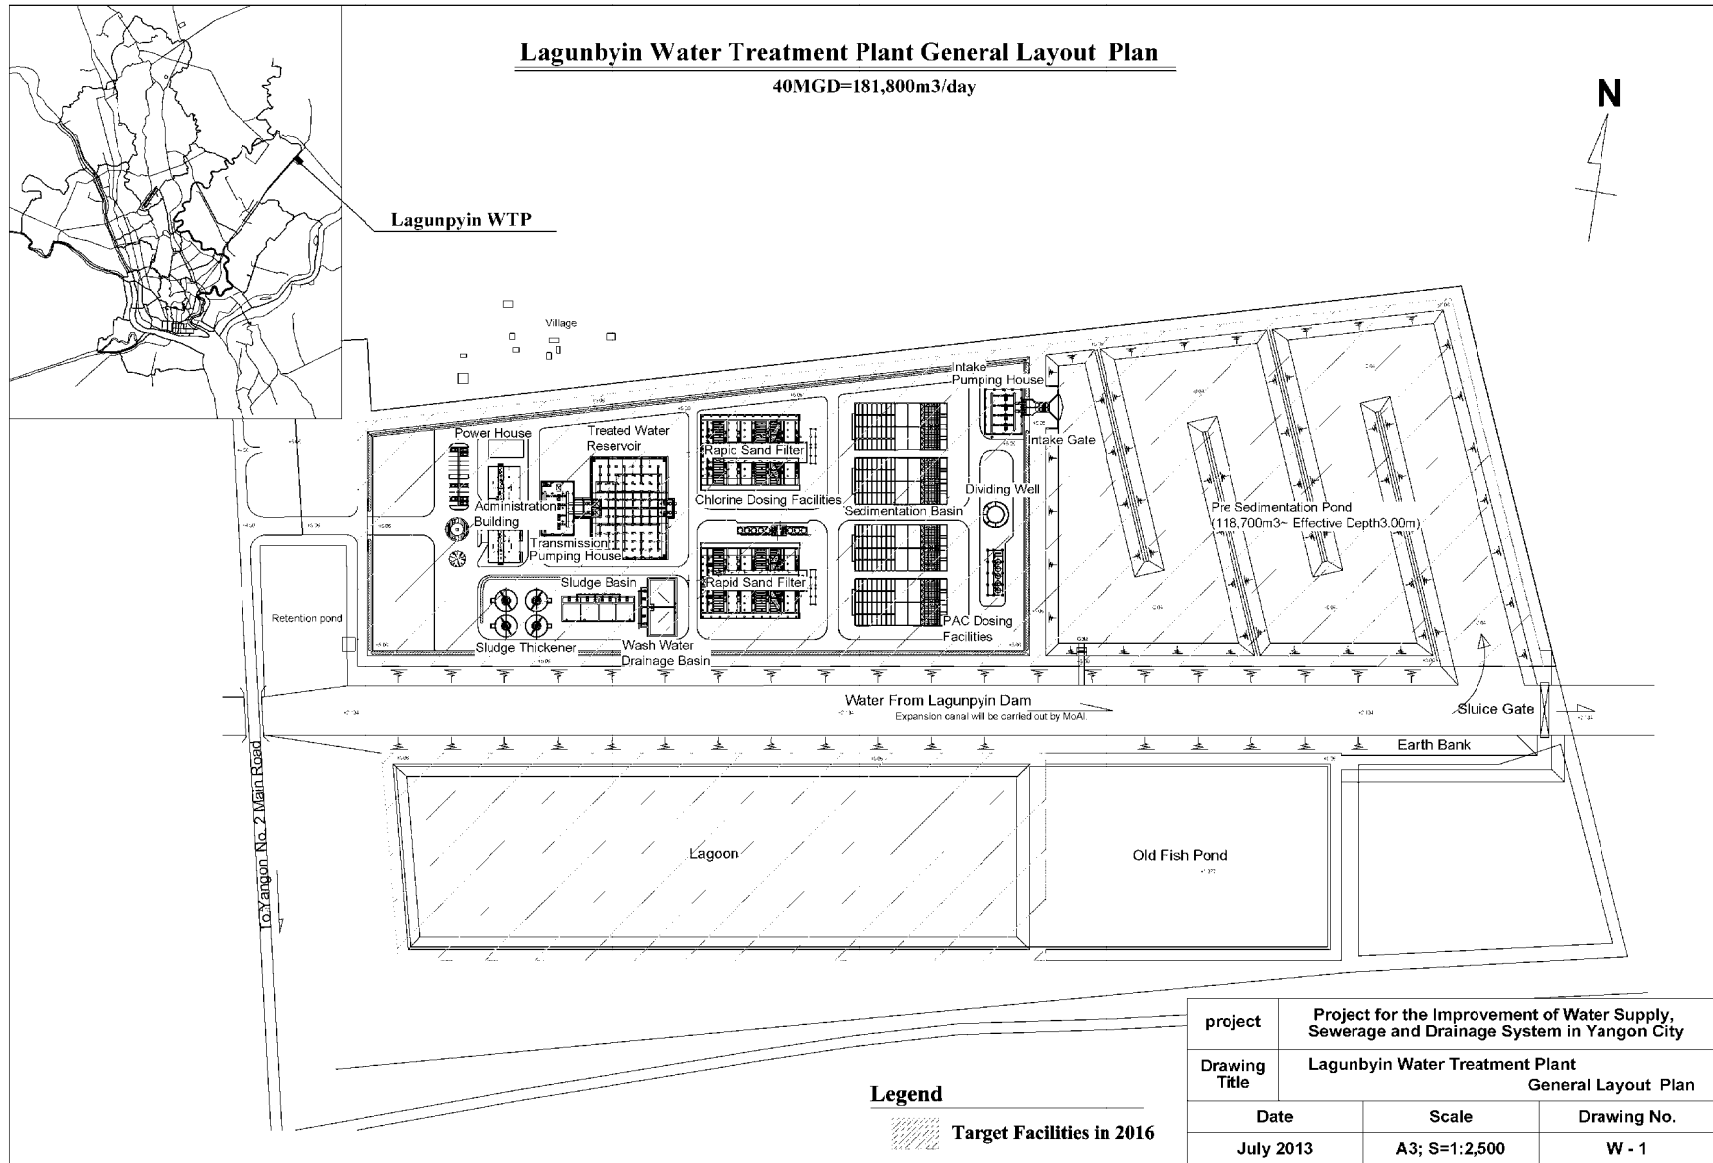 Lagunbyin Water Treatment Plant General Layout Plan
40MGD=181,800m3/day
N
Lagunpyin WTP
Village
Intake
Pumping House
Intake Gate
Power House
Treated Water
Reservoir
Rapid Sand Filter
Chlorine Dosing Facilities
Dividing Well
Sedimentation Basin
Administration
Building
Transmission
Pumping House
Pre Sedimentation Pond
(118,700m3~ Effective Depth3.00m)
Sludge Basin
Rapid Sand Filter
Retention pond
PAC Dosing
Facilities
Sludge Thickener
Wash Water
Drainage Basin
Water From Lagunpyin Dam
Expansion canal will be carried out by MoAI.
Sluice Gate
Earth Bank
To Yangon No. 2 Main Road
Lagoon
Old Fish Pond
Legend
Target Facilities in 2016
project
Project for the Improvement of Water Supply,
Sewerage and Drainage System in Yangon City
Drawing
Title
Lagunbyin Water Treatment Plant
General Layout Plan
Date
Scale
Drawing No.
July 2013
A3; S=1:2,500
W - 1